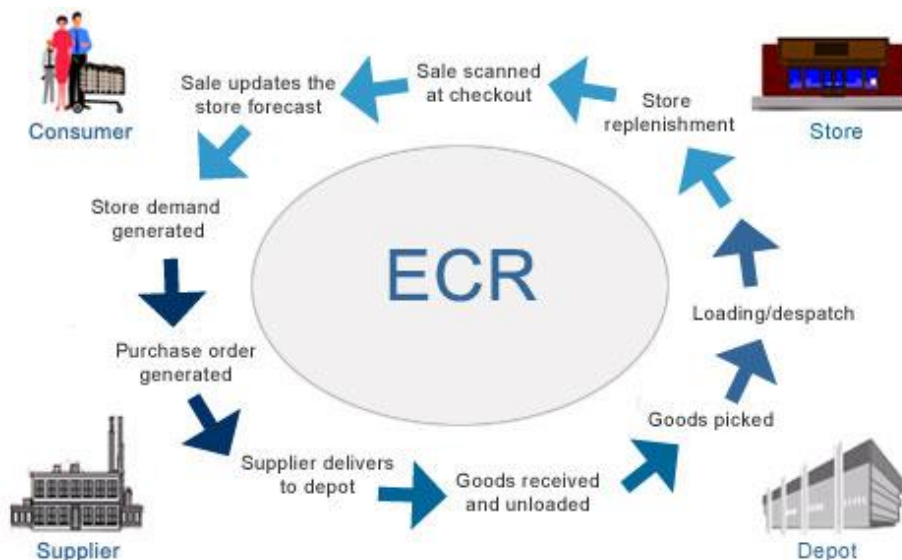 Consumer
Store
Sale scanned
at checkout
Sale updates the
store forecast
Store
replenishment
Store demand
generated
ECR
Loading/despatch
Purchase order
generated
Goods picked
Supplier delivers
to depot
Goods received
and unloaded
Supplier
Depot